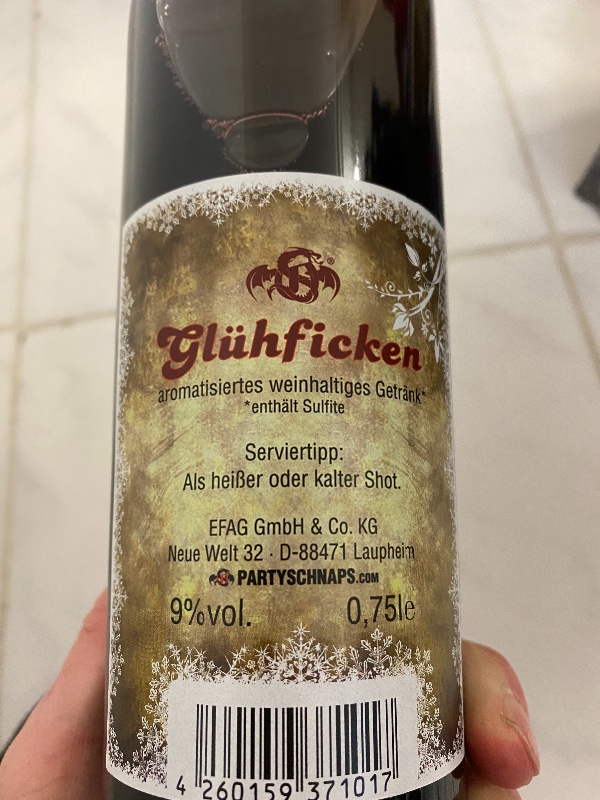 Glühficken
aromatisiertes weinhaltiges Getränk*
*enthält Sulfite
Serviertipp:
Als heißer oder kalter Shot.
EFAG GmbH & Co. KG
Neue Welt 32 · D-88471 Laupheim
PARTYSCHNAPS.COM
9%vol. 0,75le
4 260159 371017